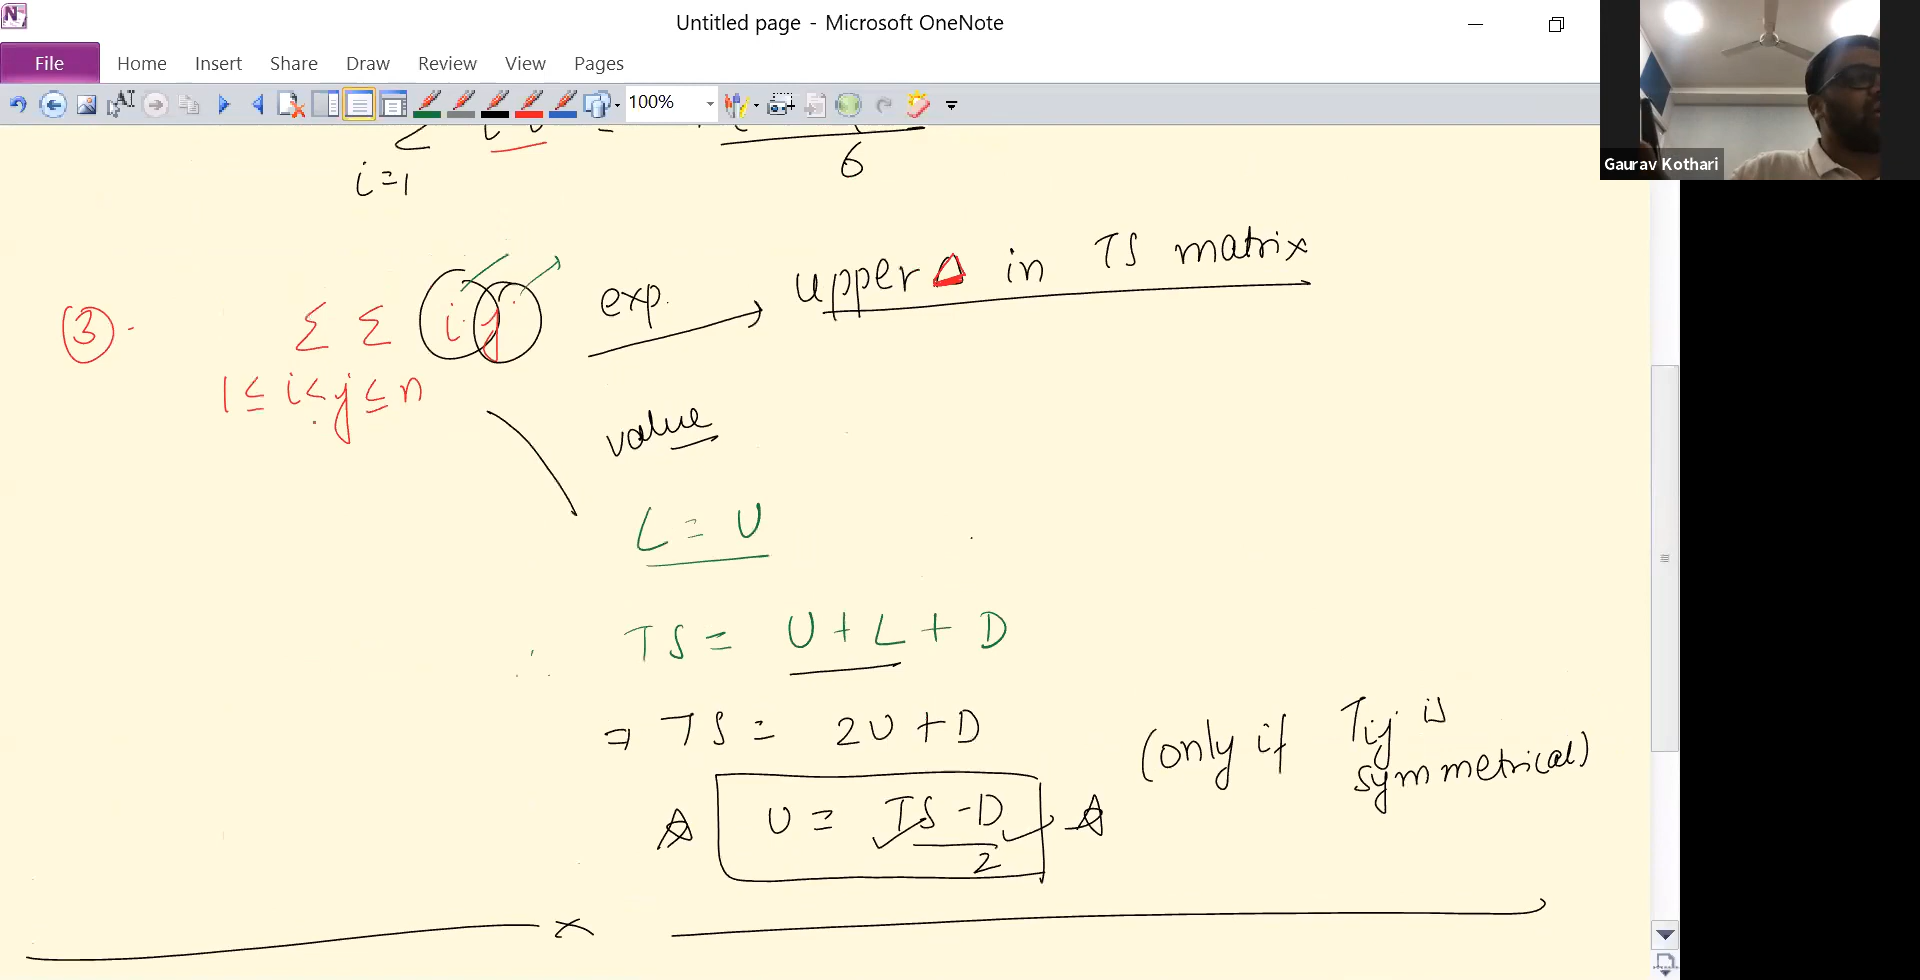 Untitled page - Microsoft OneNote
File Home Insert Share Draw Review View Pages
100%
Gaurav Kothari
i=1
6
③ Σ Σ i j exp. upper Δ in TS matrix
1 ≤ i < j ≤ n
value
L = U
∴ TS = U + L + D
⇒ TS = 2U + D (only if Tij is symmetrical)
U = TS - D
2